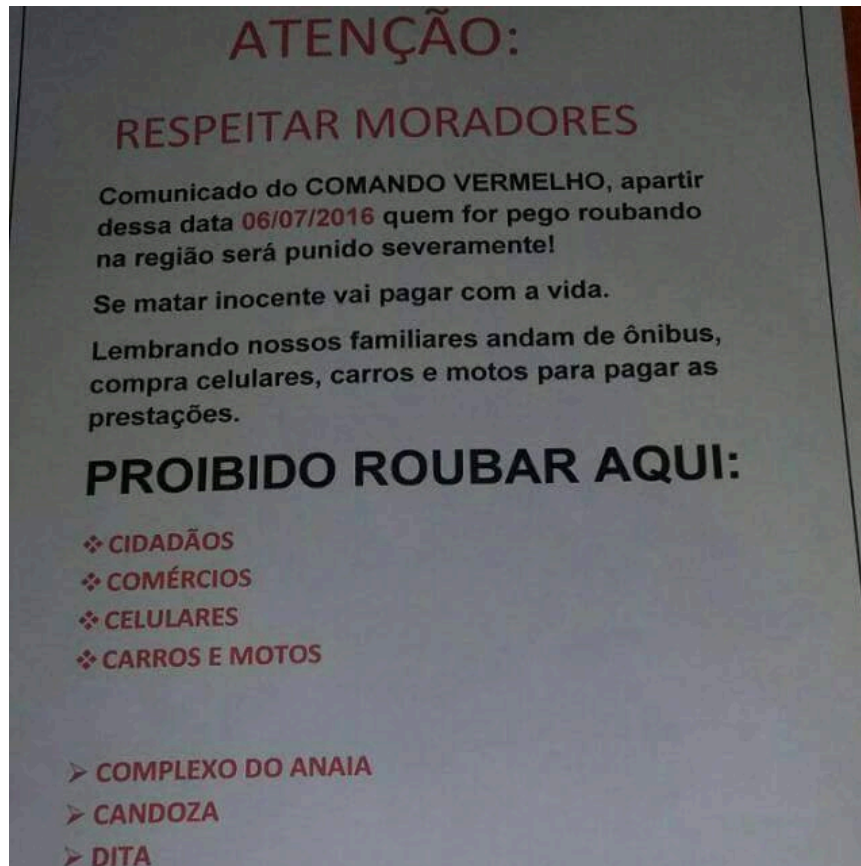 ATENÇÃO:
RESPEITAR MORADORES
Comunicado do COMANDO VERMELHO, apartir
dessa data 06/07/2016 quem for pego roubando
na região será punido severamente!
Se matar inocente vai pagar com a vida.
Lembrando nossos familiares andam de ônibus,
compra celulares, carros e motos para pagar as
prestações.
PROIBIDO ROUBAR AQUI:
❖ CIDADÃOS
❖ COMÉRCIOS
❖ CELULARES
❖ CARROS E MOTOS
➢ COMPLEXO DO ANAIA
➢ CANDOZA
➢ DITA